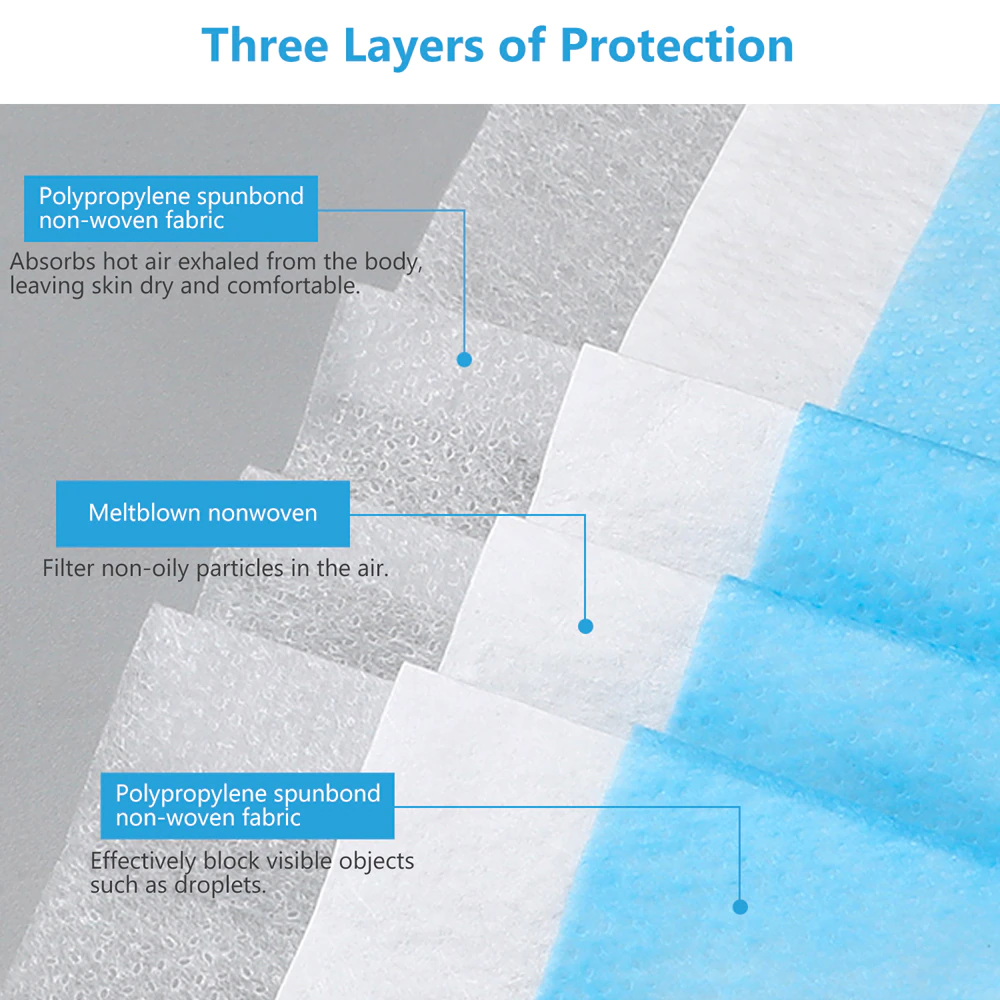 Three Layers of Protection
Polypropylene spunbond
non-woven fabric
Absorbs hot air exhaled from the body,
leaving skin dry and comfortable.
Meltblown nonwoven
Filter non-oily particles in the air.
Polypropylene spunbond
non-woven fabric
Effectively block visible objects
such as droplets.